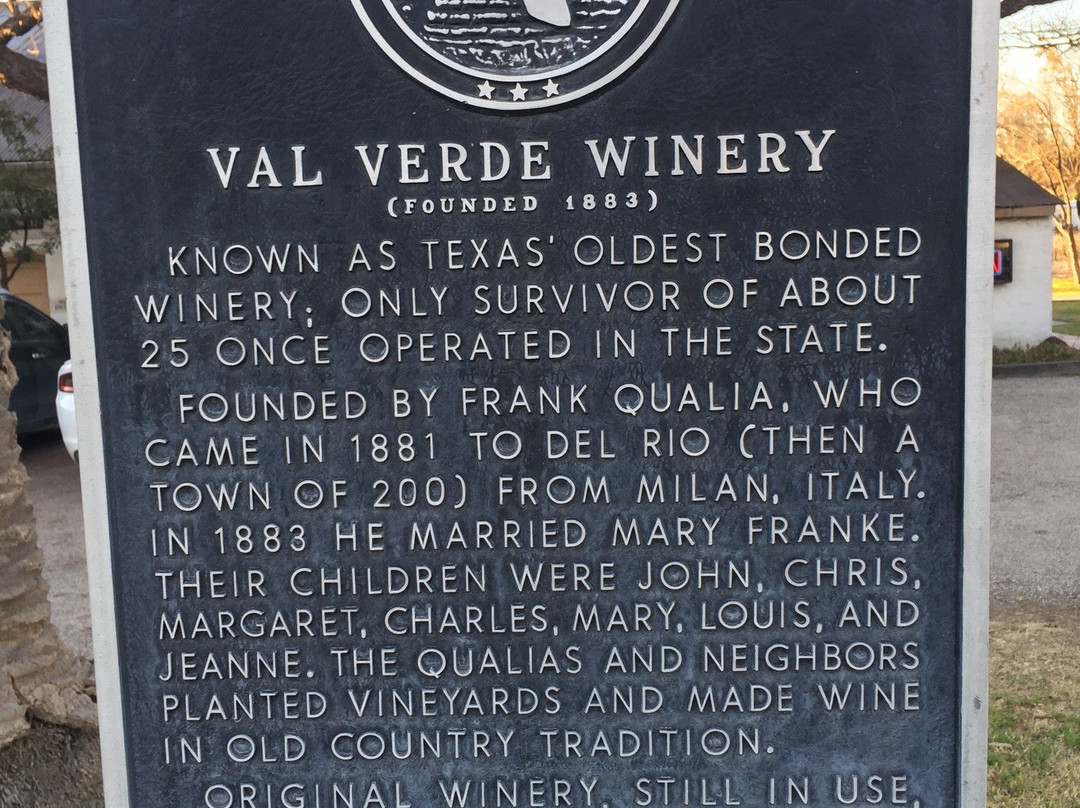 VAL VERDE WINERY
(FOUNDED 1883)
KNOWN AS TEXAS' OLDEST BONDED
WINERY; ONLY SURVIVOR OF ABOUT
25 ONCE OPERATED IN THE STATE.
FOUNDED BY FRANK QUALIA, WHO
CAME IN 1881 TO DEL RIO (THEN A
TOWN OF 200) FROM MILAN, ITALY.
IN 1883 HE MARRIED MARY FRANKE.
THEIR CHILDREN WERE JOHN, CHRIS,
MARGARET, CHARLES, MARY, LOUIS, AND
JEANNE. THE QUALIAS AND NEIGHBORS
PLANTED VINEYARDS AND MADE WINE
IN OLD COUNTRY TRADITION.
ORIGINAL WINERY, STILL IN USE,